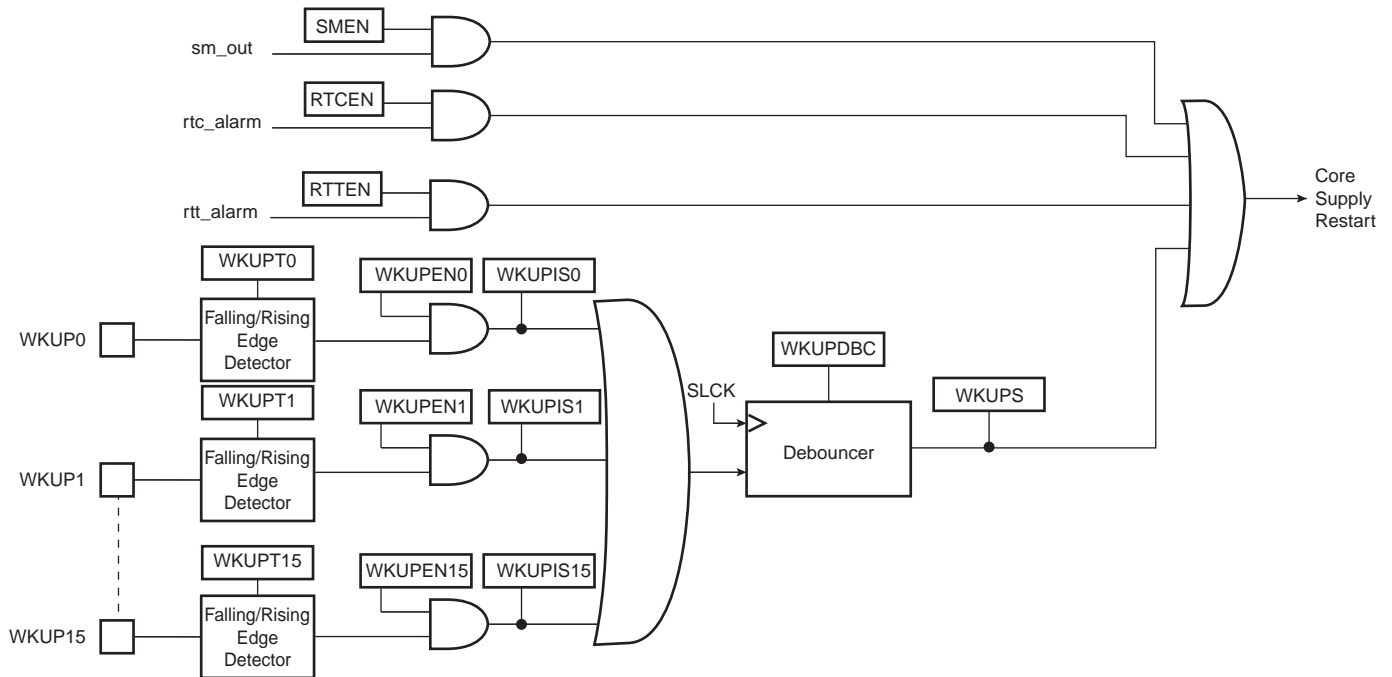 SMEN
sm_out
RTCEN
rtc_alarm
RTTEN
rtt_alarm
Core
Supply
Restart
WKUPT0
WKUPEN0
WKUPIS0
WKUP0
Falling/Rising
Edge
Detector
WKUPT1
WKUPEN1
WKUPIS1
WKUP1
Falling/Rising
Edge
Detector
SLCK
WKUPDBC
Debouncer
WKUPS
WKUPT15
WKUPEN15
WKUPIS15
WKUP15
Falling/Rising
Edge
Detector